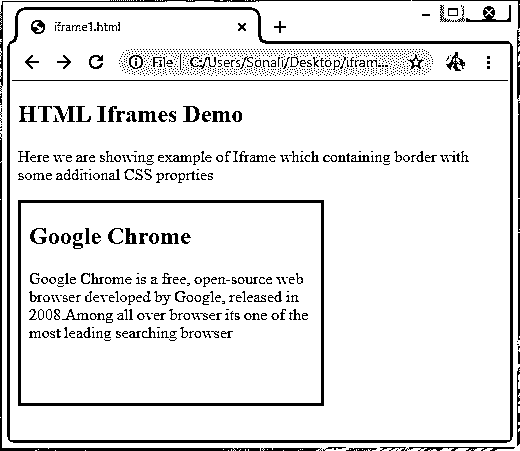 iframe1.html
File | C:/Users/Sonali/Desktop/ifram...
HTML Iframes Demo
Here we are showing example of Iframe which containing border with
some additional CSS proprties
Google Chrome
Google Chrome is a free, open-source web
browser developed by Google, released in
2008.Among all over browser its one of the
most leading searching browser